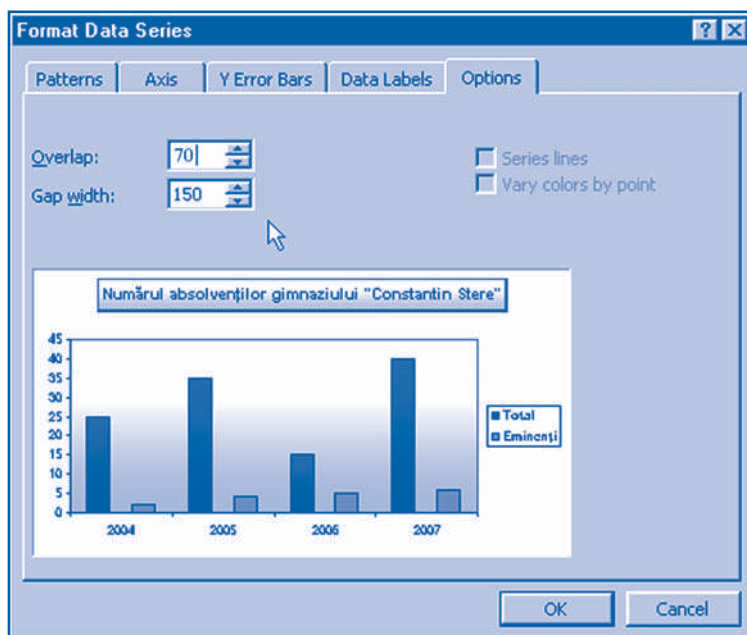 Format Data Series
Patterns Axis Y Error Bars Data Labels Options
Overlap: 70 Series lines
Gap width: 150 Vary colors by point
Numărul absolvenților gimnaziului "Constantin Stere"
45
40
35
30
25
20
15
10
5
0
2004 2005 2006 2007
Total
Eminenți
OK Cancel